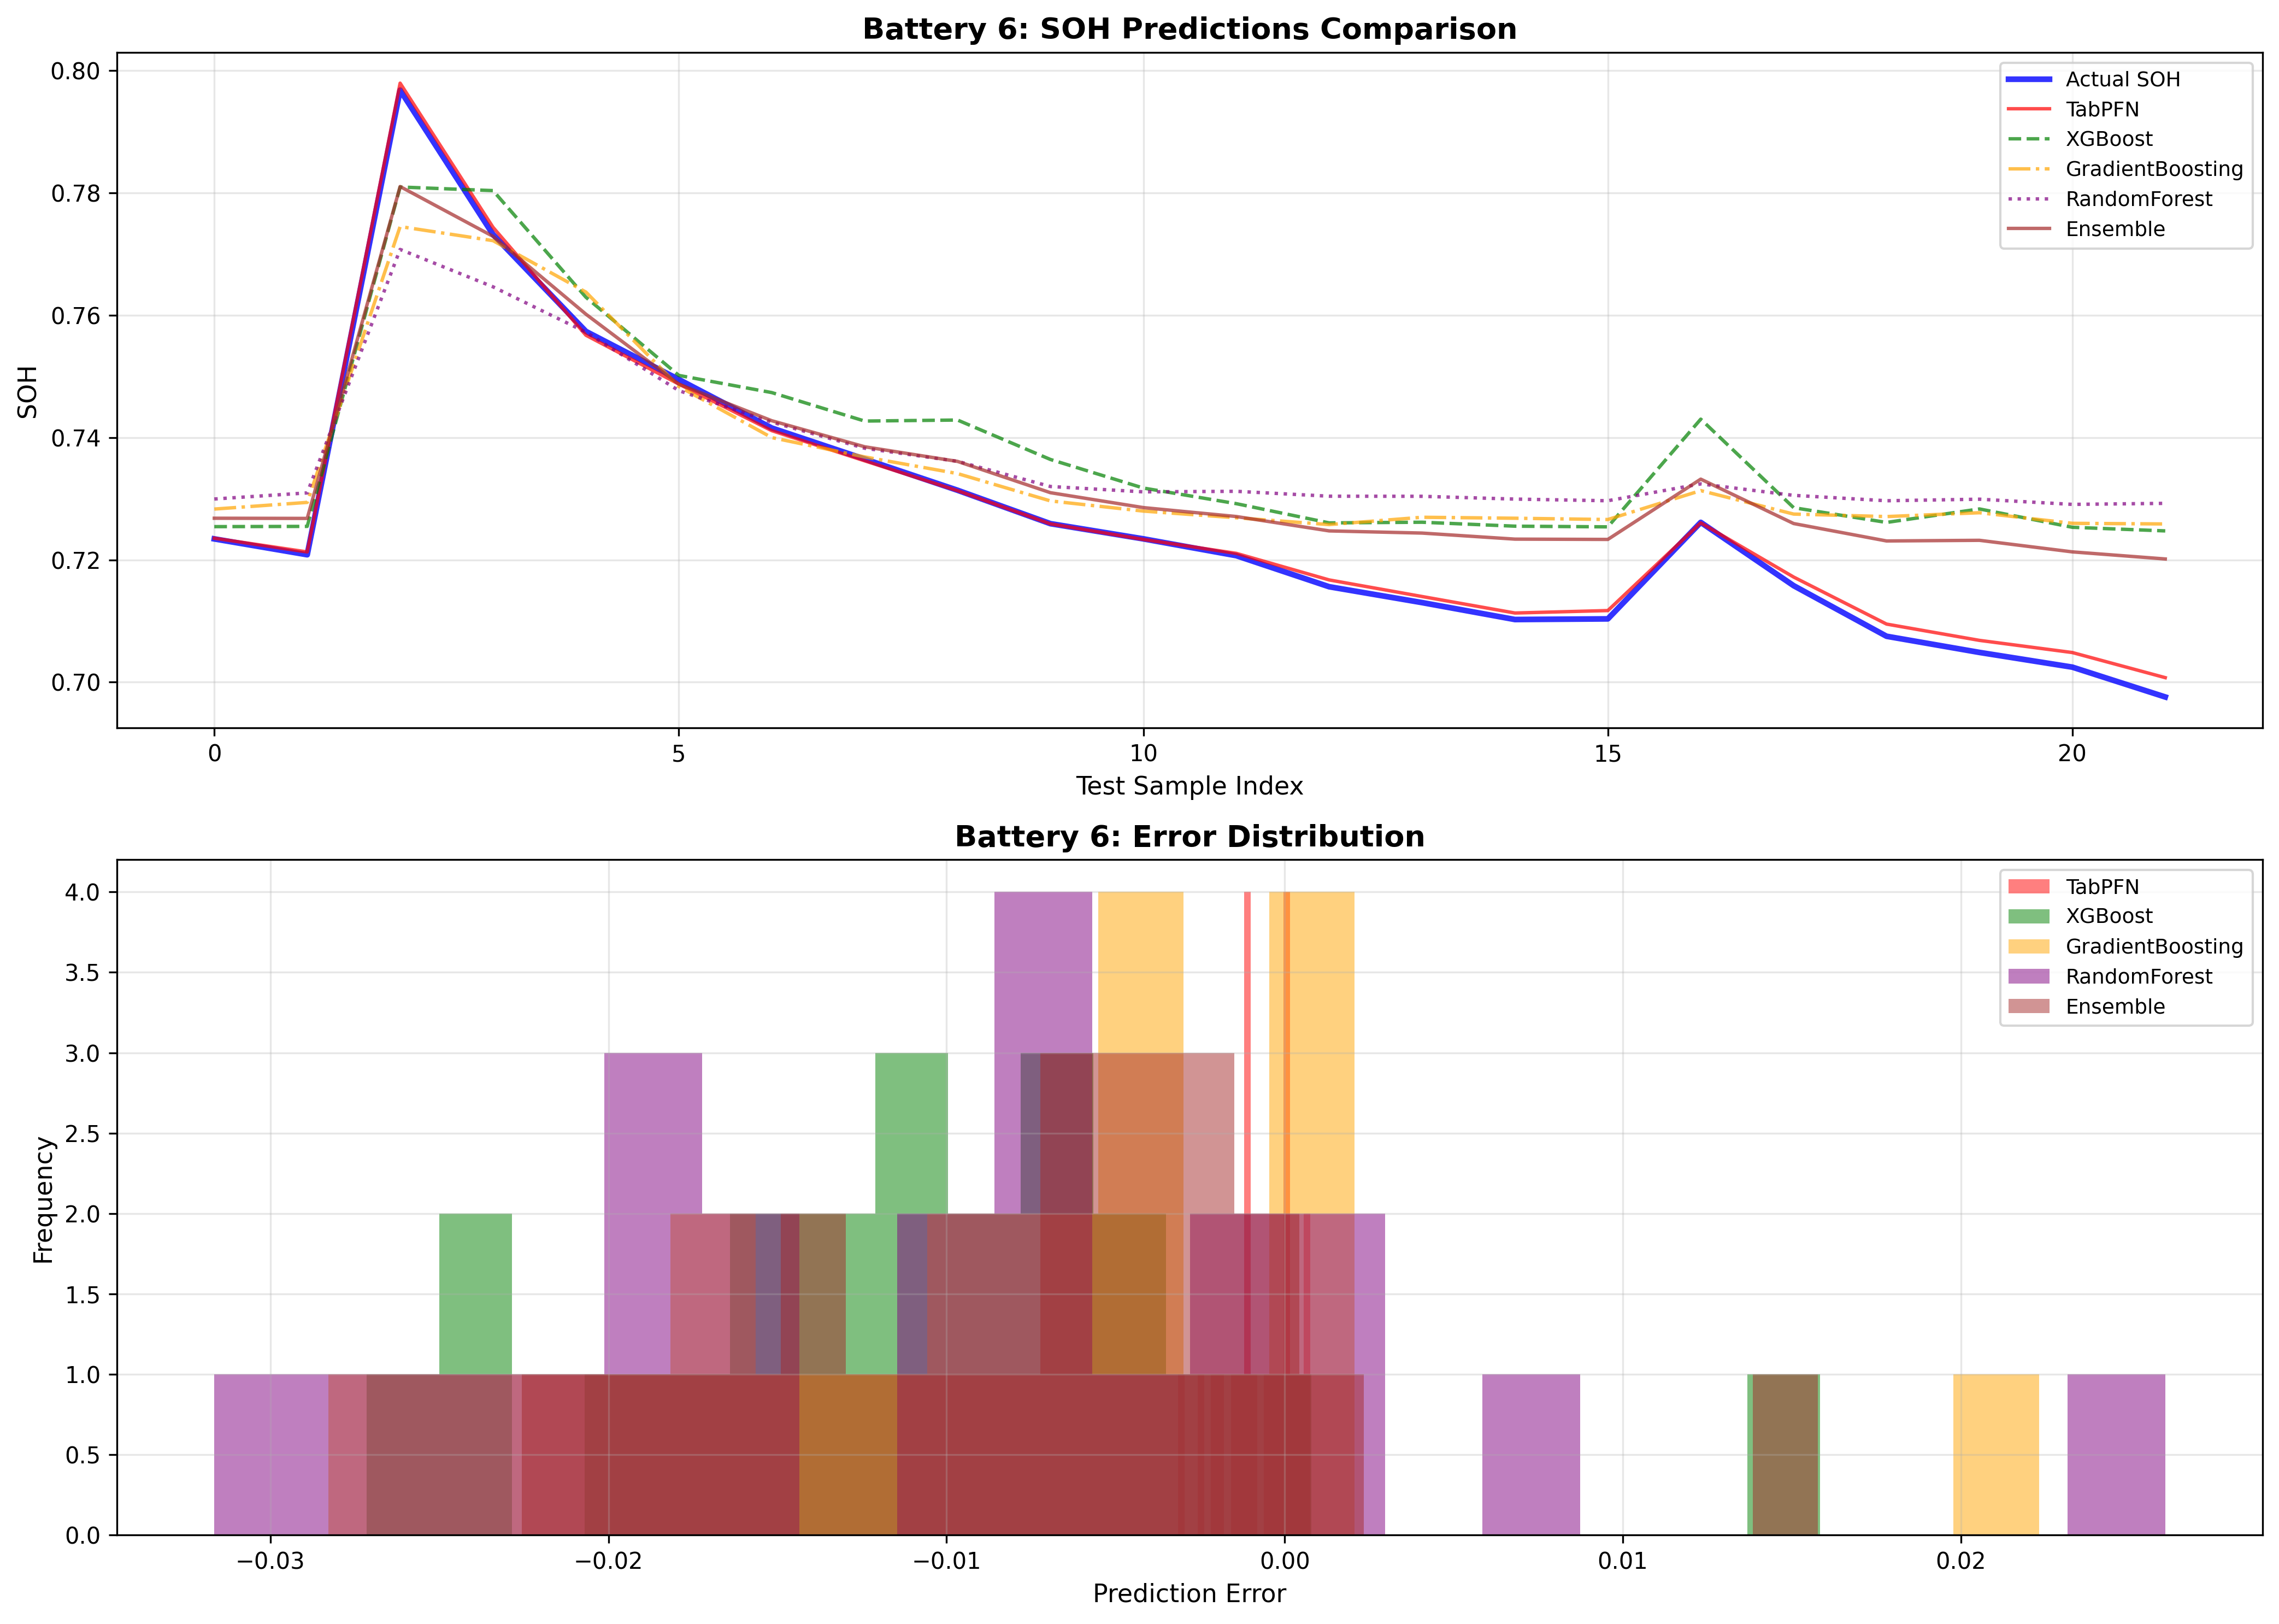 Battery 6: SOH Predictions Comparison
SOH
0.80
0.78
0.76
0.74
0.72
0.70
Actual SOH
TabPFN
XGBoost
GradientBoosting
RandomForest
Ensemble
0
5
10
15
20
Test Sample Index
Battery 6: Error Distribution
Frequency
4.0
3.5
3.0
2.5
2.0
1.5
1.0
0.5
0.0
TabPFN
XGBoost
GradientBoosting
RandomForest
Ensemble
−0.03
−0.02
−0.01
0.00
0.01
0.02
Prediction Error